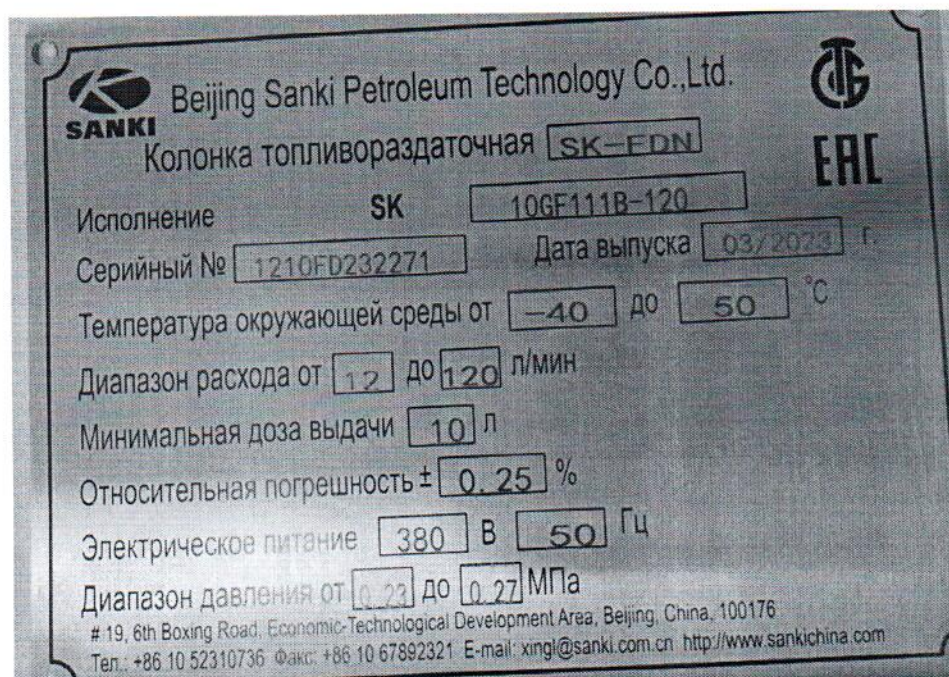 SANKI
Beijing Sanki Petroleum Technology Co.,Ltd.
Колонка топливораздаточная SK-FDN
EAC
Исполнение SK 10GF111B-120
Серийный № 1210FD232271 Дата выпуска 03/2023 г.
Температура окружающей среды от -40 до 50 °C
Диапазон расхода от 12 до 120 л/мин
Минимальная доза выдачи 10 л
Относительная погрешность ± 0.25 %
Электрическое питание 380 В 50 Гц
Диапазон давления от 0.23 до 0.27 МПа
# 19, 6th Boxing Road, Economic-Technological Development Area, Beijing, China, 100176
Тел.: +86 10 52310736 Факс: +86 10 67892321 E-mail: xingl@sanki.com.cn http://www.sankichina.com